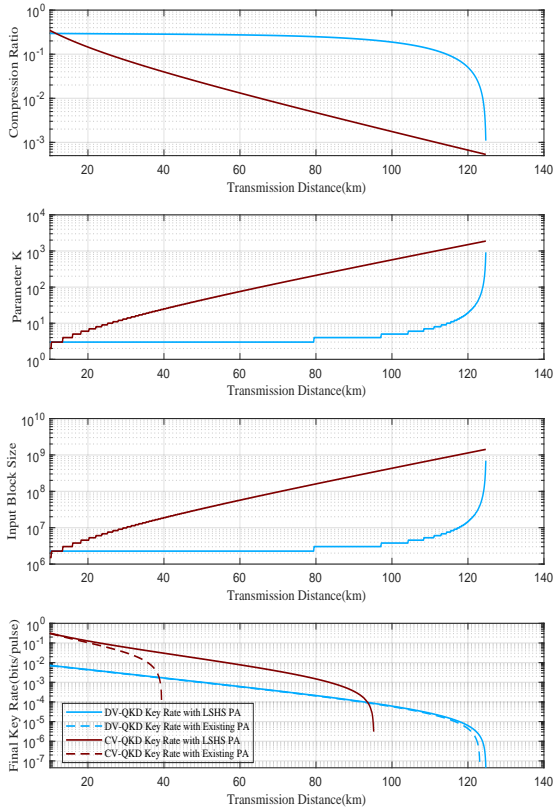 Compression Ratio
10^0
10^-1
10^-2
10^-3
20 40 60 80 100 120 140
Transmission Distance(km)
Parameter K
10^4
10^3
10^2
10^1
10^0
20 40 60 80 100 120 140
Transmission Distance(km)
Input Block Size
10^10
10^9
10^8
10^7
10^6
20 40 60 80 100 120 140
Transmission Distance(km)
Final Key Rate(bits/pulse)
10^0
10^-1
10^-2
10^-3
10^-4
10^-5
10^-6
10^-7
DV-QKD Key Rate with LSHS PA
DV-QKD Key Rate with Existing PA
CV-QKD Key Rate with LSHS PA
CV-QKD Key Rate with Existing PA
20 40 60 80 100 120 140
Transmission Distance(km)